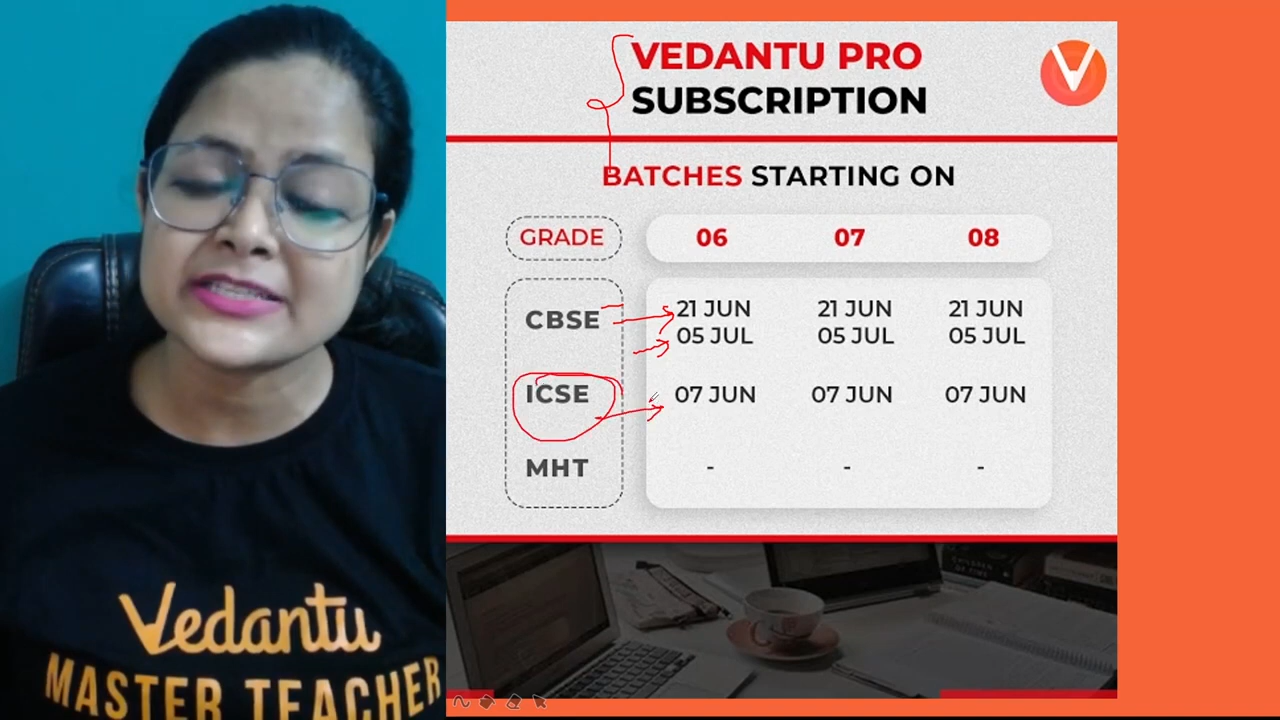 VEDANTU PRO
SUBSCRIPTION
BATCHES STARTING ON
GRADE 06 07 08
CBSE 21 JUN 21 JUN 21 JUN
05 JUL 05 JUL 05 JUL
ICSE 07 JUN 07 JUN 07 JUN
MHT - - -
Vedantu
MASTER TEACHER